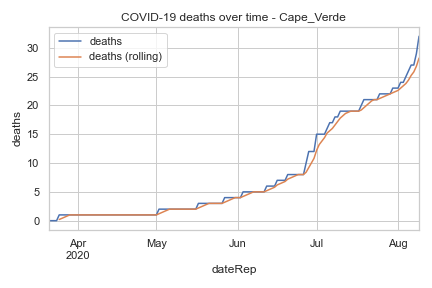 COVID-19 deaths over time - Cape_Verde
deaths
deaths (rolling)
deaths
30
25
20
15
10
5
0
Apr
2020
May
Jun
Jul
Aug
dateRep